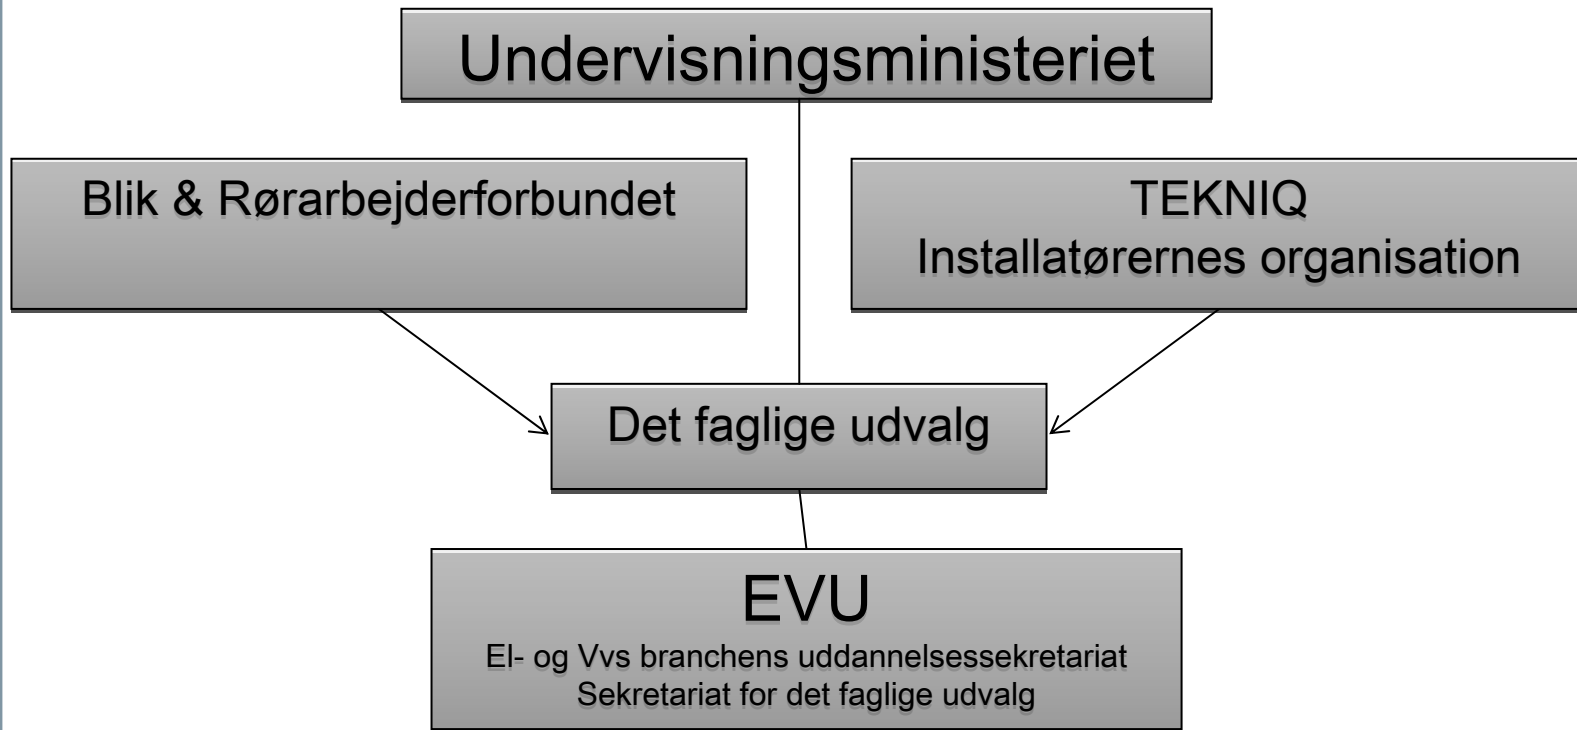 Undervisningsministeriet
Blik & Rørarbejderforbundet
TEKNIQ
Installatørernes organisation
Det faglige udvalg
EVU
El- og Vvs branchens uddannelsessekretariat
Sekretariat for det faglige udvalg